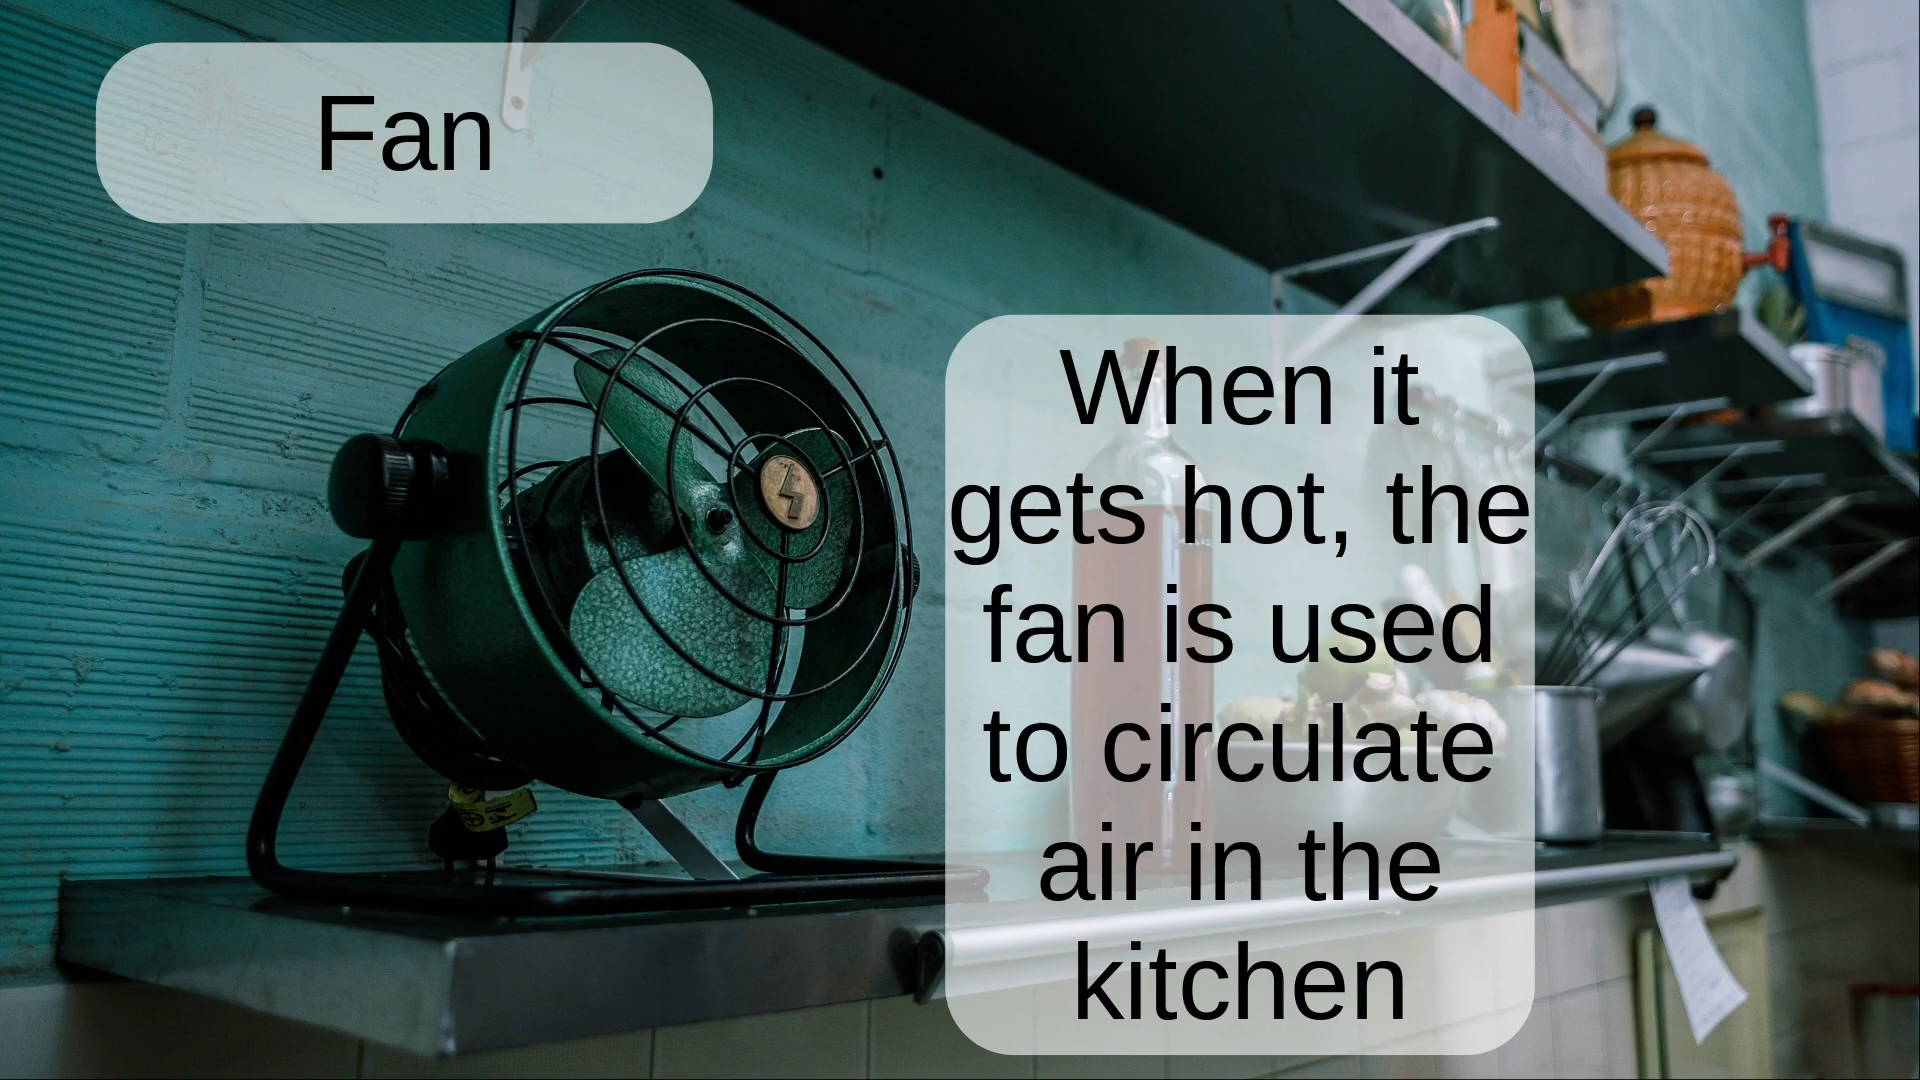 Fan
When it
gets hot, the
fan is used
to circulate
air in the
kitchen